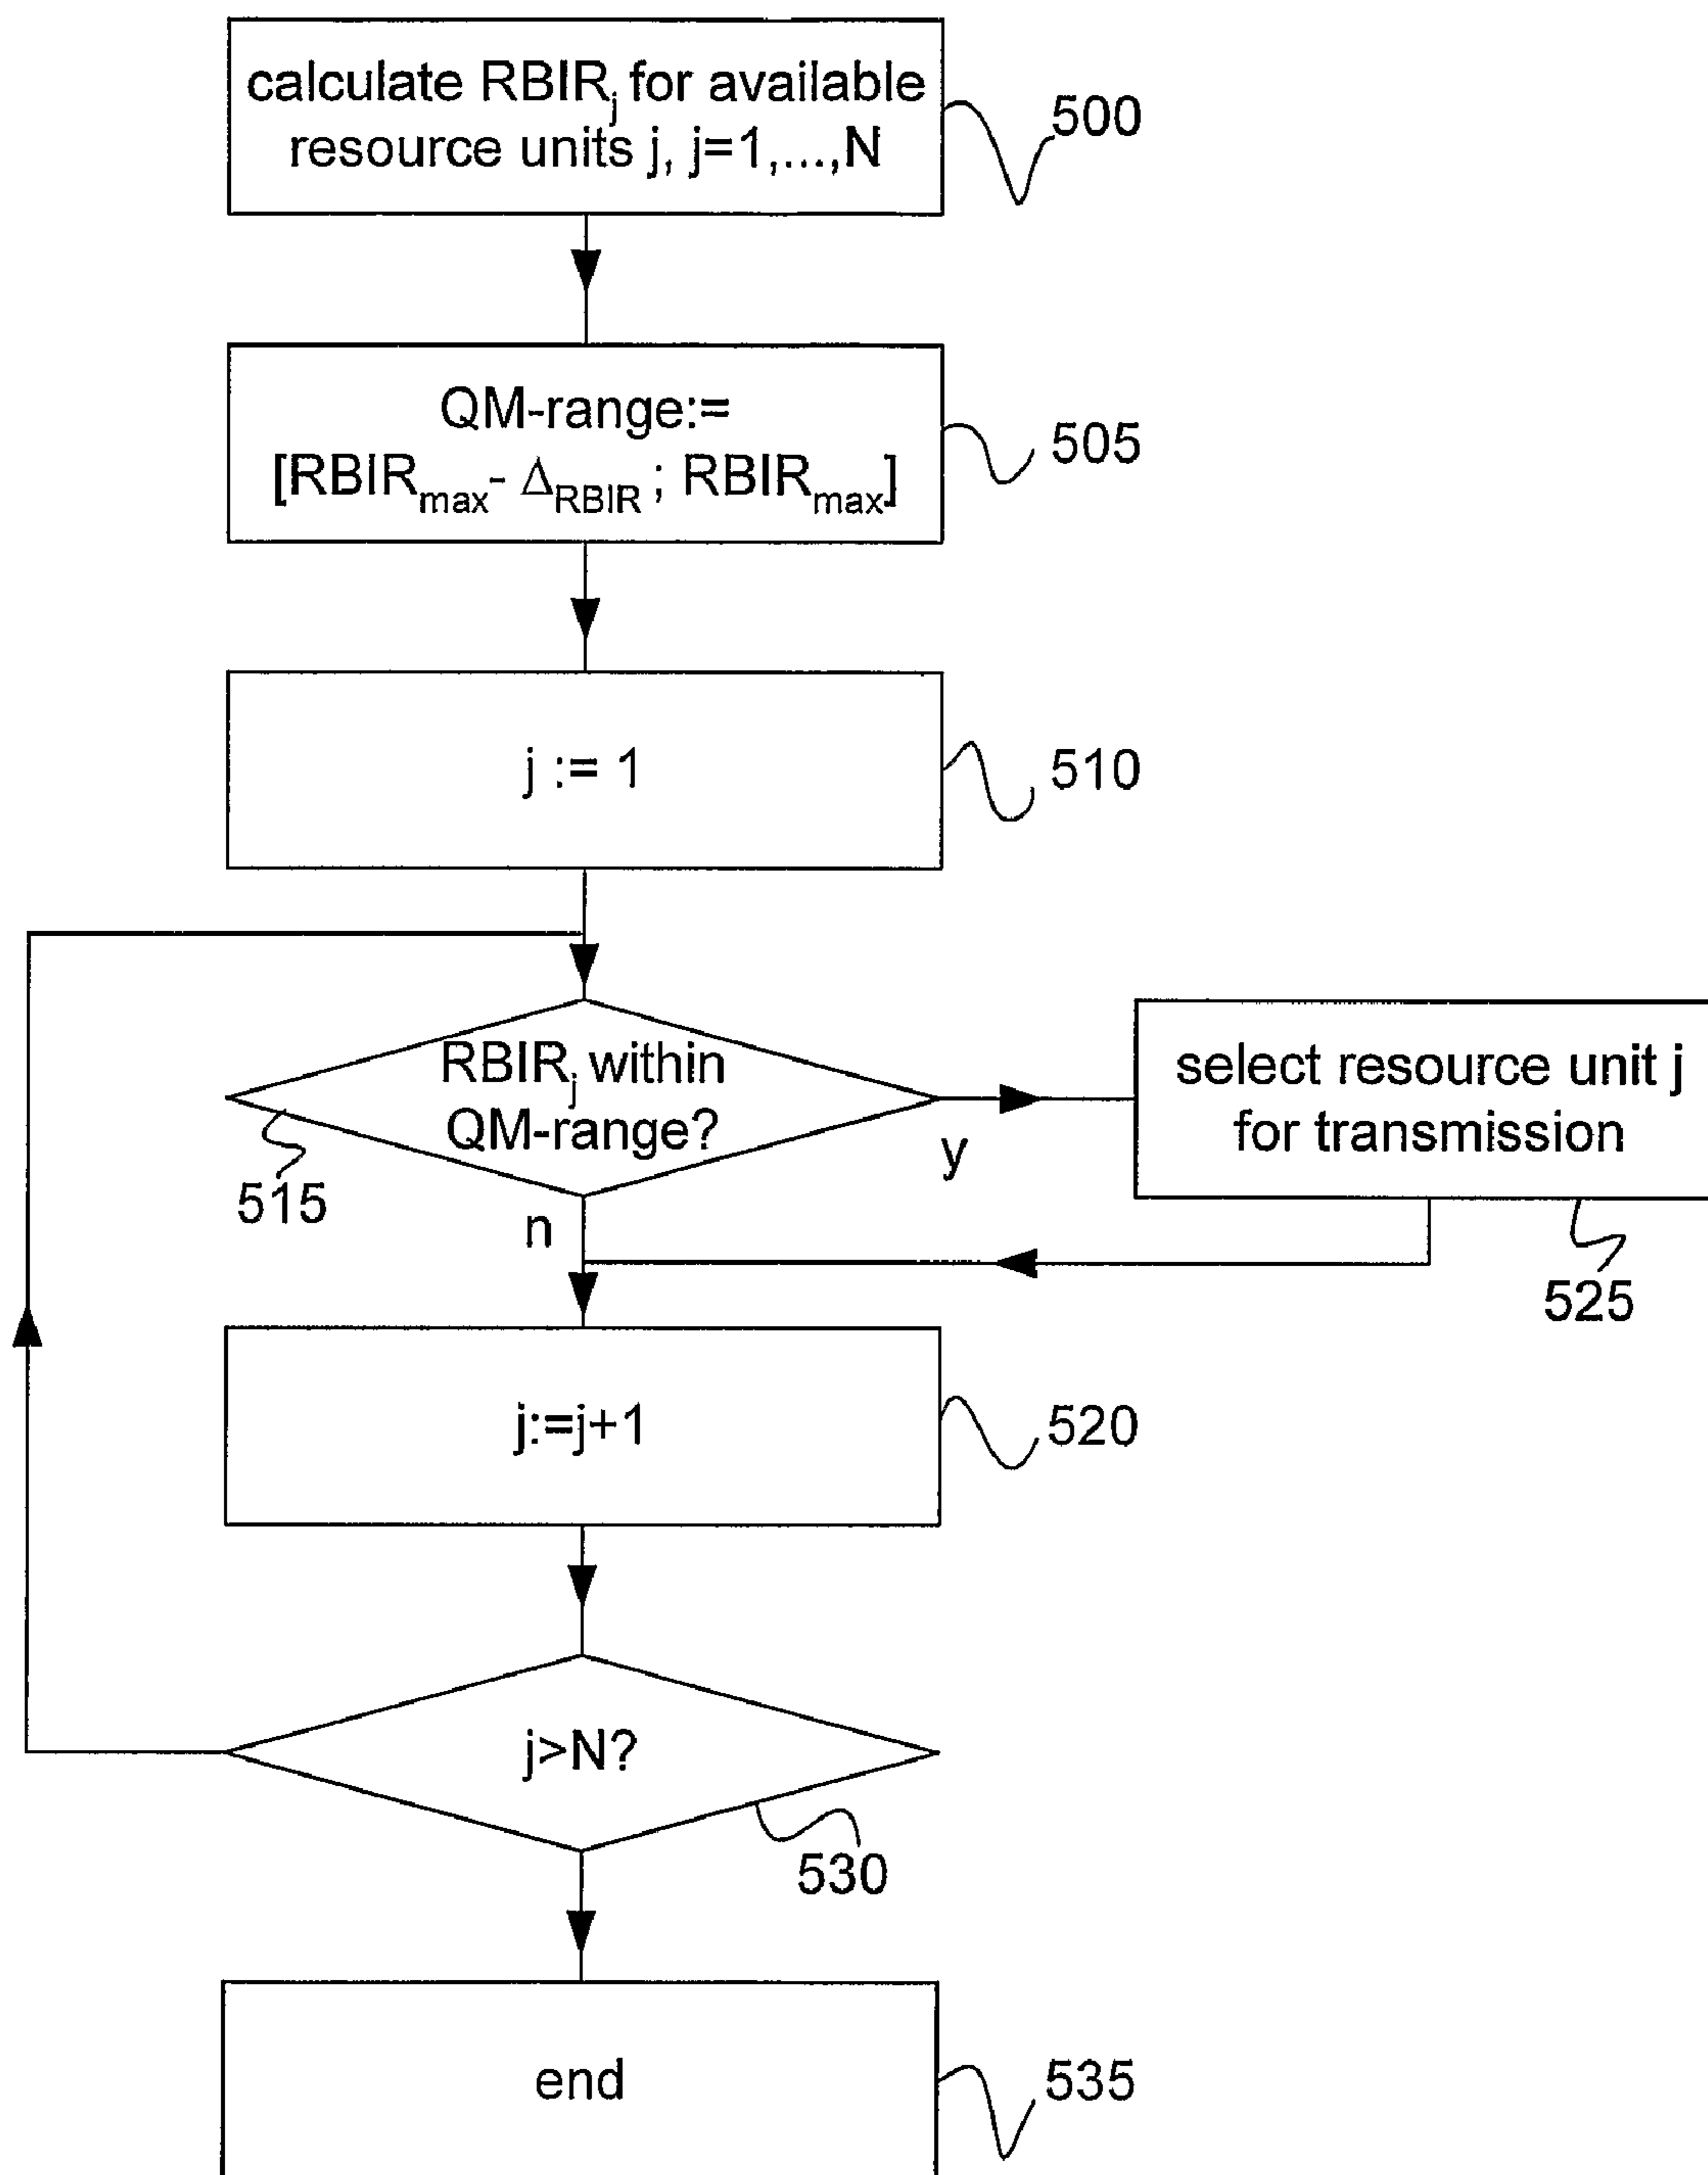 calculate RBIRj for available
resource units j, j=1,...,N
500
QM-range:=
[RBIRmax- ΔRBIR ; RBIRmax]
505
j := 1
510
RBIRj within
QM-range?
515
y
n
select resource unit j
for transmission
525
j:=j+1
520
j>N?
530
end
535